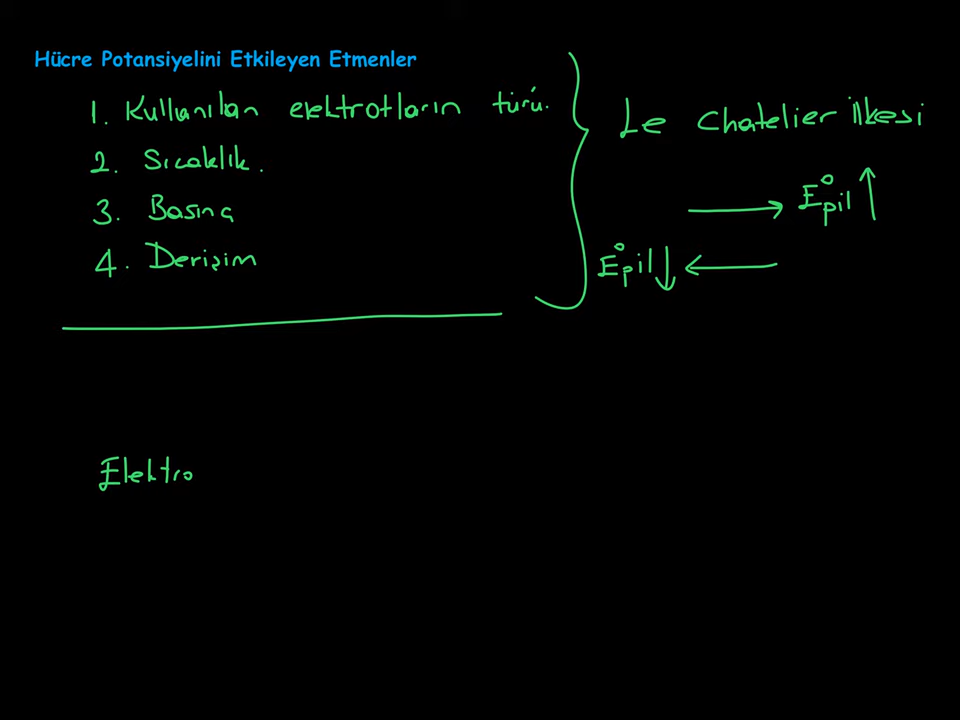 Hücre Potansiyelini Etkileyen Etmenler
1. Kullanılan elektrotların türü.
2. Sıcaklık.
3. Basınç
4. Derişim
Le Chatelier İlkesi
→ E°pil ↑
E°pil ↓ ←
Elektro